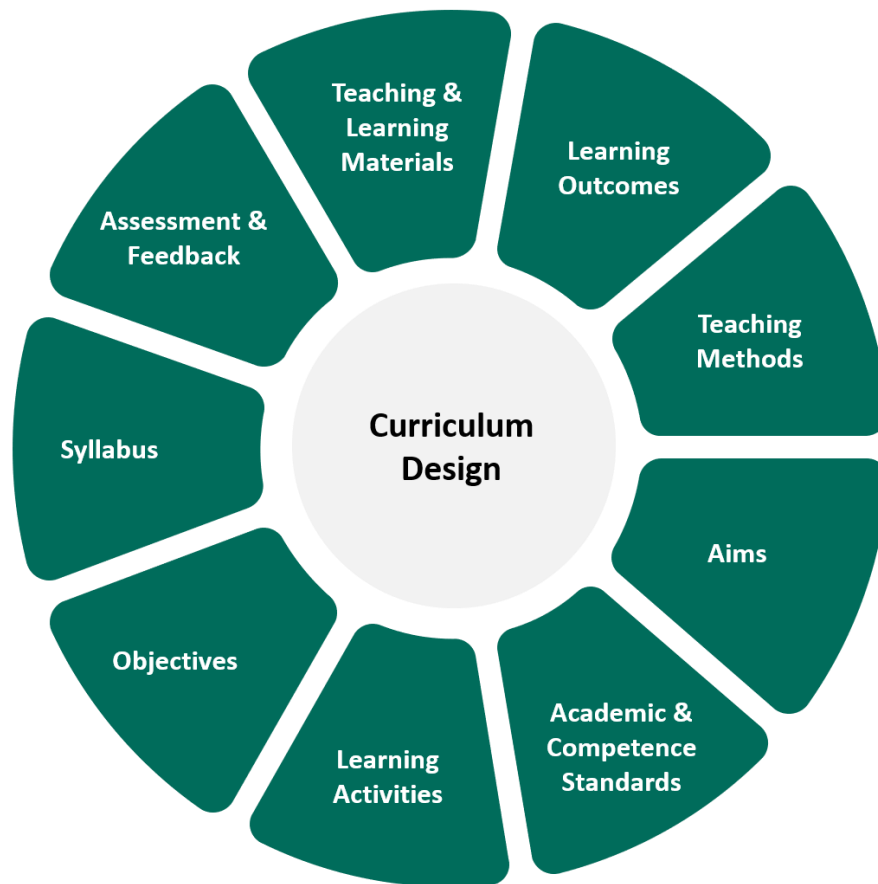 Teaching &
Learning
Materials
Learning
Outcomes
Teaching
Methods
Aims
Academic &
Competence
Standards
Learning
Activities
Objectives
Syllabus
Assessment &
Feedback
Curriculum
Design